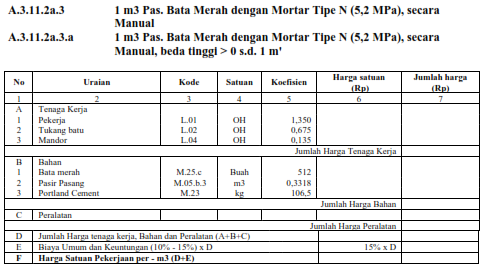 A.3.11.2a.3 1 m3 Pas. Bata Merah dengan Mortar Tipe N (5,2 MPa), secara
Manual
A.3.11.2a.3.a 1 m3 Pas. Bata Merah dengan Mortar Tipe N (5,2 MPa), secara
Manual, beda tinggi > 0 s.d. 1 m'
No Uraian Kode Satuan Koefisien Harga satuan (Rp) Jumlah harga (Rp)
1 2 3 4 5 6 7
A Tenaga Kerja
1 Pekerja L.01 OH 1,350
2 Tukang batu L.02 OH 0,675
3 Mandor L.04 OH 0,135
Jumlah Harga Tenaga Kerja
B Bahan
1 Bata merah M.25.c Buah 512
2 Pasir Pasang M.05.b.3 m3 0,3318
3 Portland Cement M.23 kg 106,5
Jumlah Harga Bahan
C Peralatan
Jumlah Harga Peralatan
D Jumlah Harga tenaga kerja, Bahan dan Peralatan (A+B+C)
E Biaya Umum dan Keuntungan (10% - 15%) x D 15% x D
F Harga Satuan Pekerjaan per - m3 (D+E)